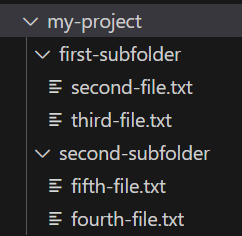 my-project
first-subfolder
second-file.txt
third-file.txt
second-subfolder
fifth-file.txt
fourth-file.txt